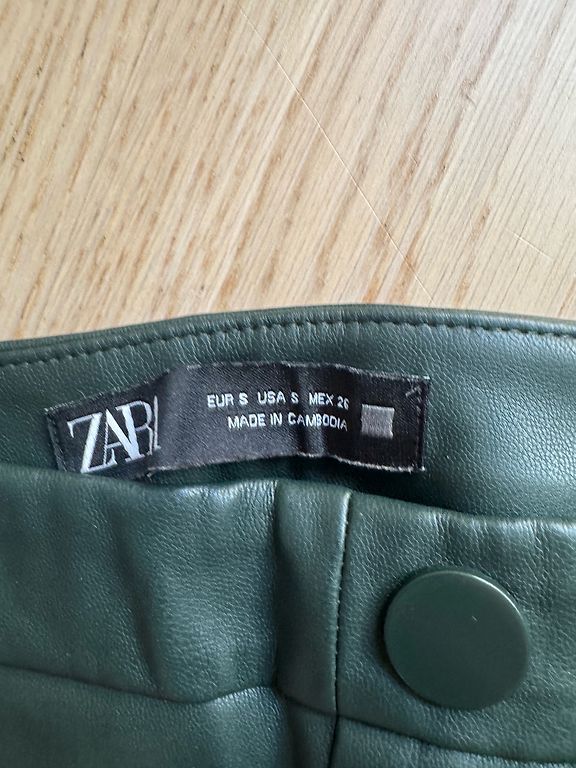 ZARA
EUR S USA S MEX 26
MADE IN CAMBODIA